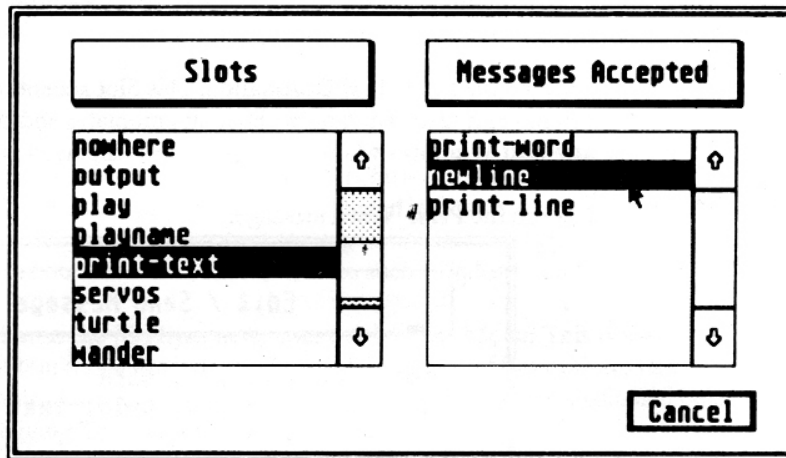 Slots
Messages Accepted
nowhere
output
play
playname
print-text
servos
turtle
wander
print-word
newline
print-line
Cancel